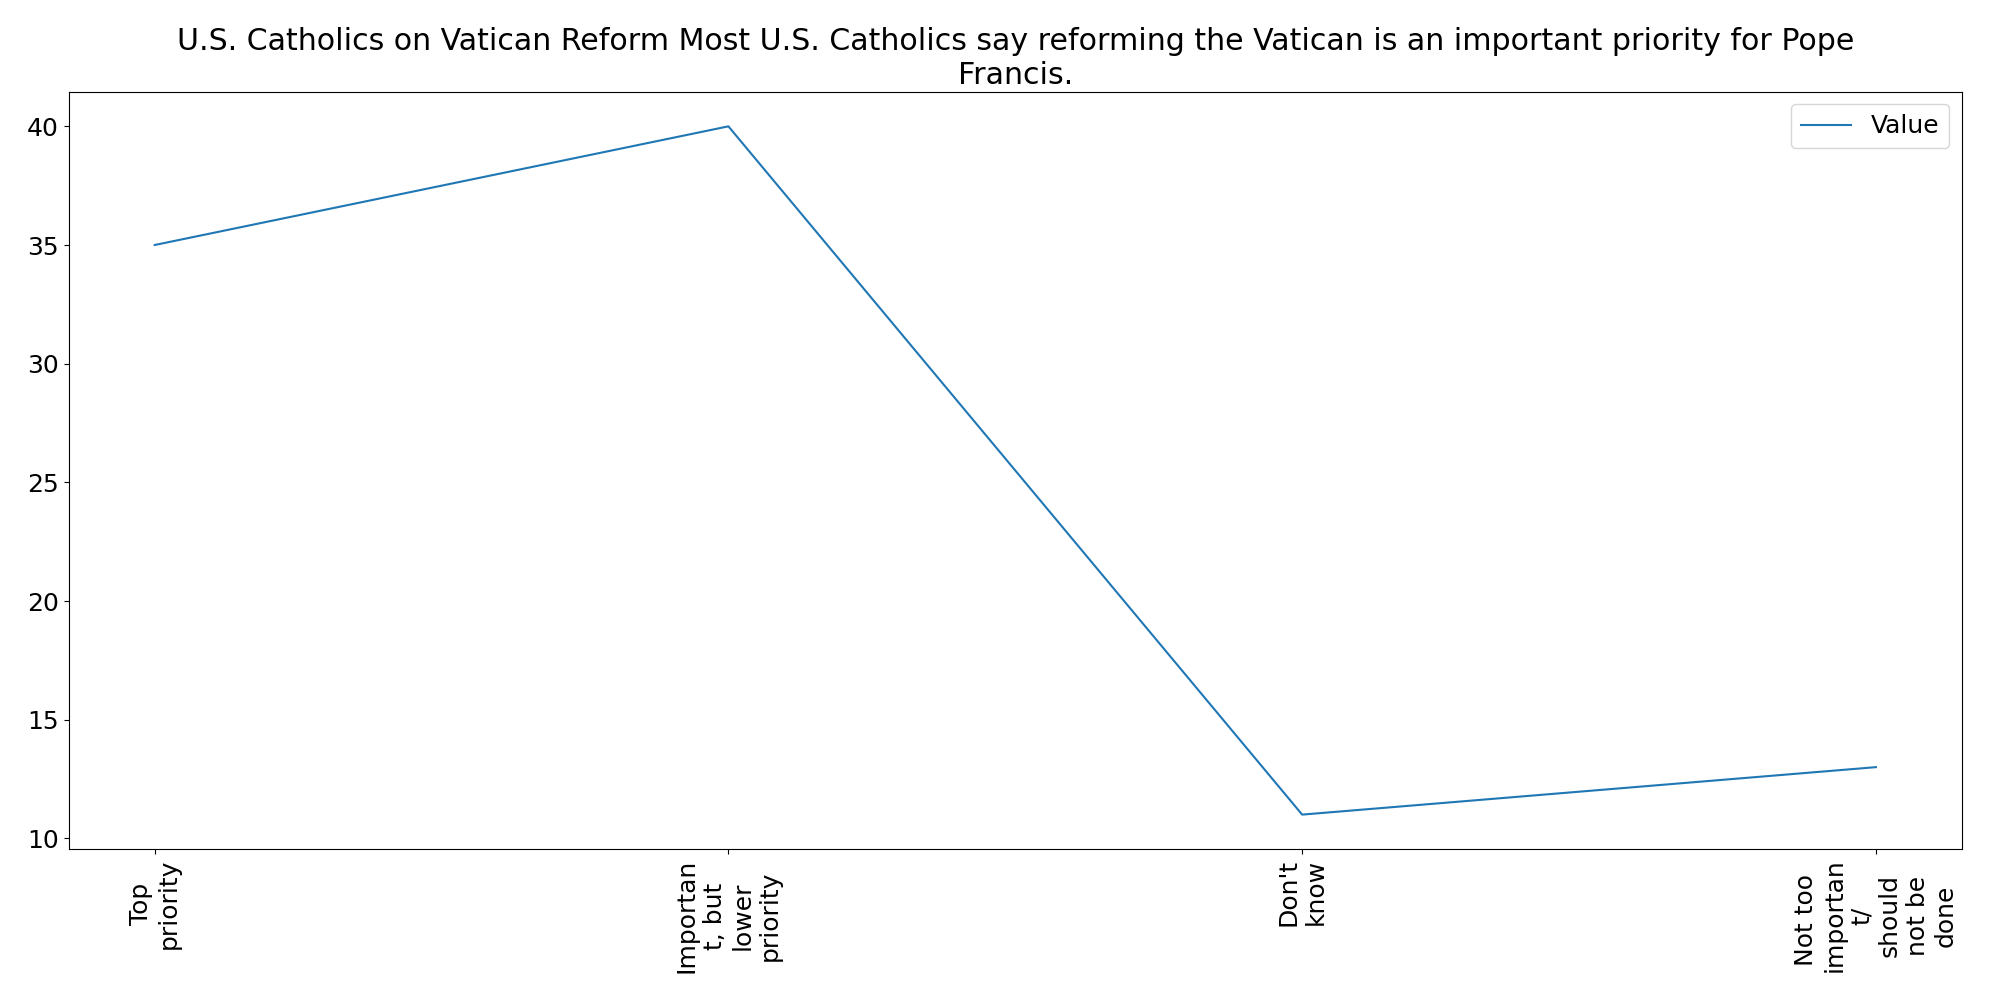 U.S. Catholics on Vatican Reform Most U.S. Catholics say reforming the Vatican is an important priority for Pope
Francis.
Value
40
35
30
25
20
15
10
Top
priority
Importan
t, but
lower
priority
Don't
know
Not too
importan
t/
should
not be
done